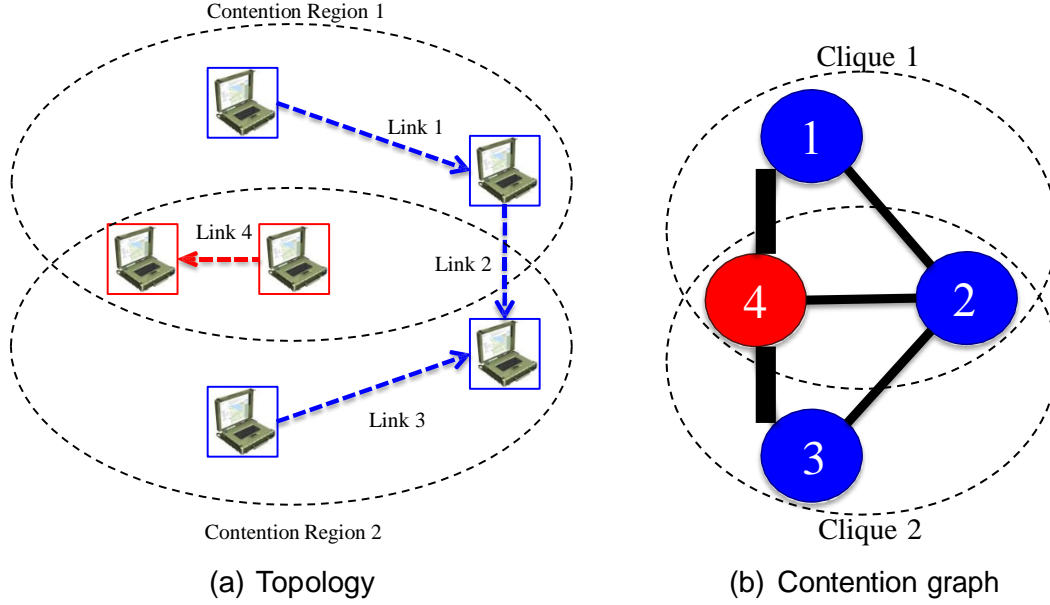 Contention Region 1
Link 1
Link 4
Link 2
Link 3
Contention Region 2
(a) Topology
Clique 1
1
4
2
3
Clique 2
(b) Contention graph